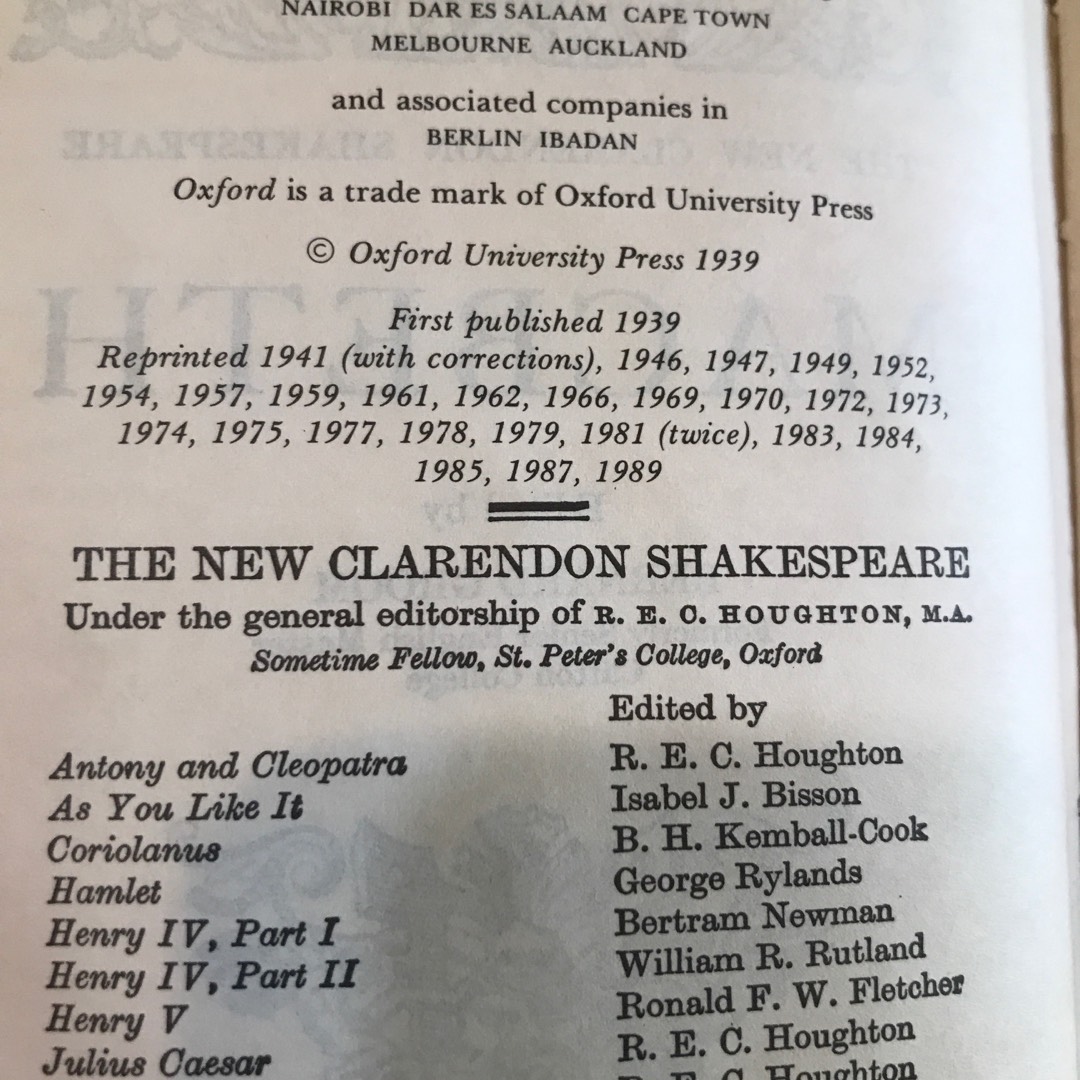 NAIROBI DAR ES SALAAM CAPE TOWN
MELBOURNE AUCKLAND
and associated companies in
BERLIN IBADAN
Oxford is a trade mark of Oxford University Press
© Oxford University Press 1939
First published 1939
Reprinted 1941 (with corrections), 1946, 1947, 1949, 1952,
1954, 1957, 1959, 1961, 1962, 1966, 1969, 1970, 1972, 1973,
1974, 1975, 1977, 1978, 1979, 1981 (twice), 1983, 1984,
1985, 1987, 1989
THE NEW CLARENDON SHAKESPEARE
Under the general editorship of R. E. C. HOUGHTON, M.A.
Sometime Fellow, St. Peter's College, Oxford
Edited by
Antony and Cleopatra R. E. C. Houghton
As You Like It Isabel J. Bisson
Coriolanus B. H. Kemball-Cook
Hamlet George Rylands
Henry IV, Part I Bertram Newman
Henry IV, Part II William R. Rutland
Henry V Ronald F. W. Fletcher
Julius Caesar R. E. C. Houghton
R. E. C. Houghton